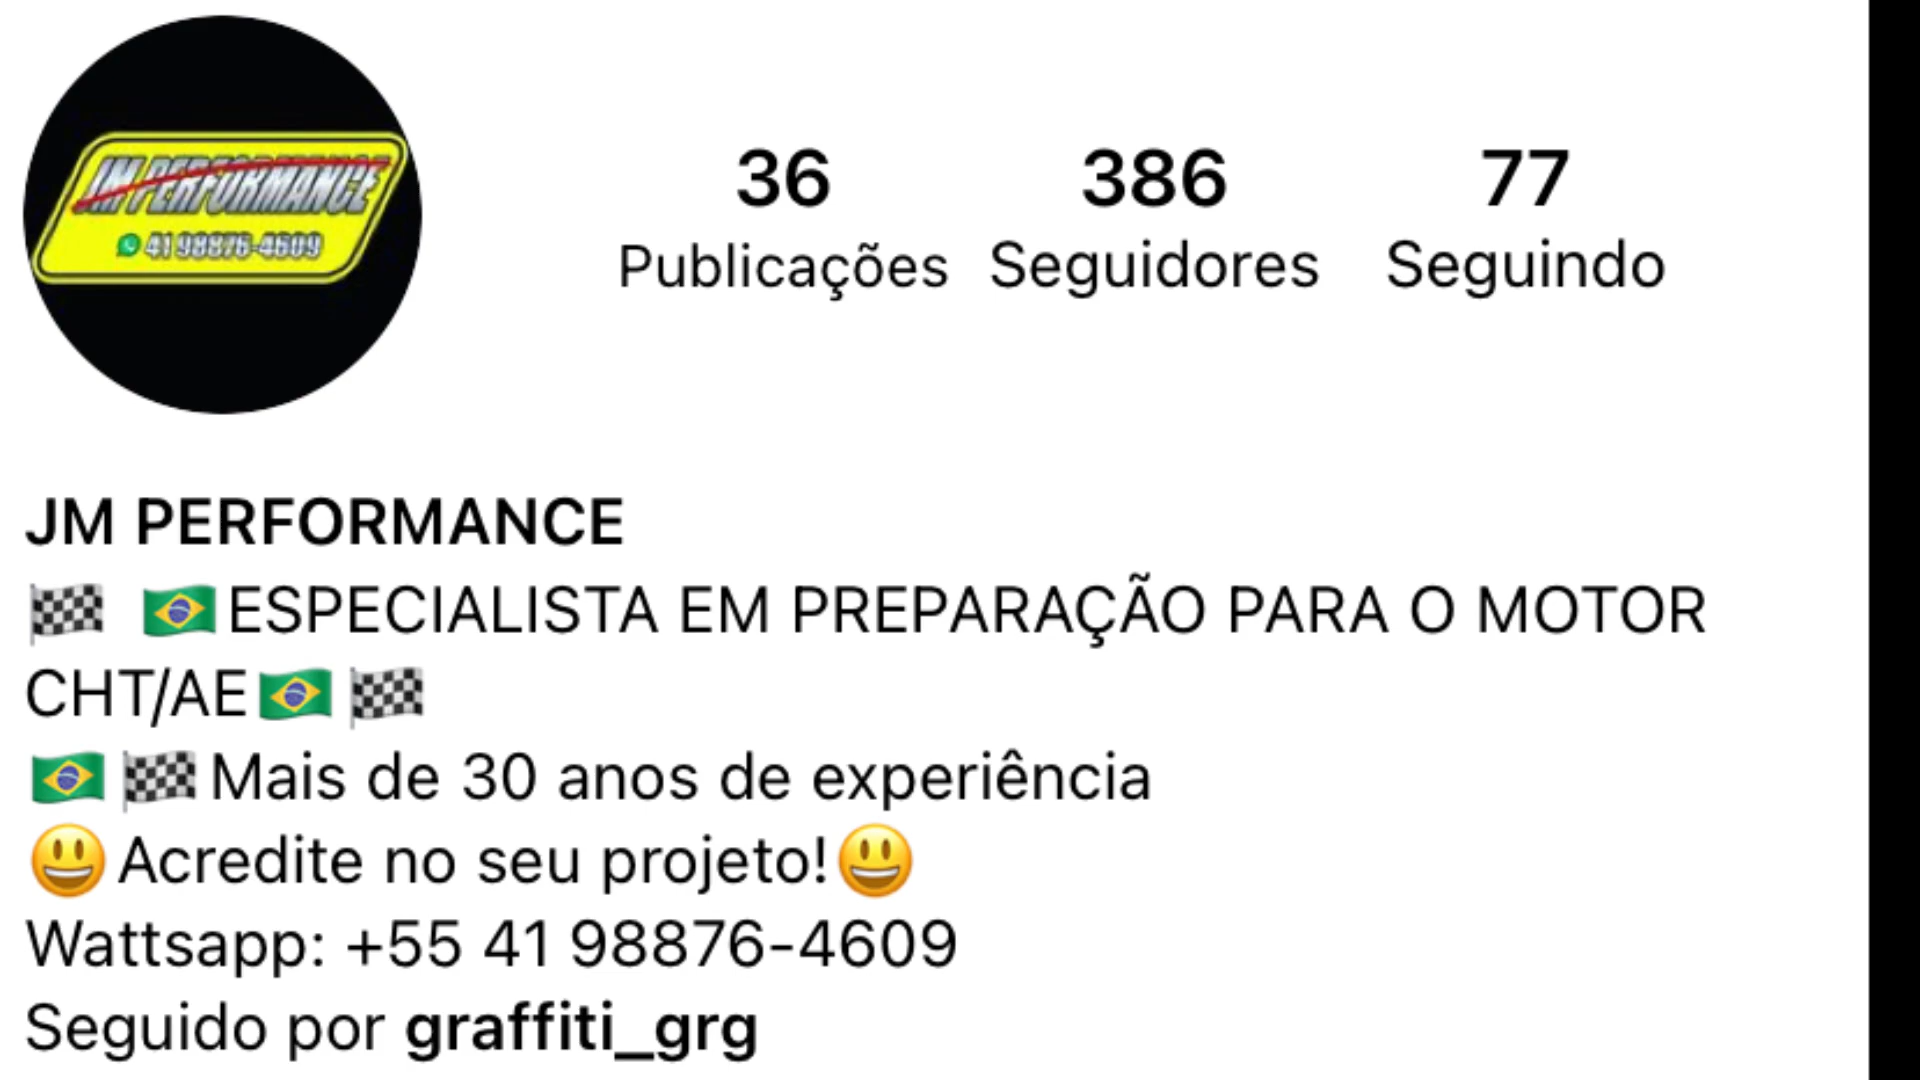 JM PERFORMANCE
41 98876-4609
36 386 77
Publicações Seguidores Seguindo
JM PERFORMANCE
🏁 🇧🇷ESPECIALISTA EM PREPARAÇÃO PARA O MOTOR
CHT/AE🇧🇷🏁
🇧🇷🏁Mais de 30 anos de experiência
😃Acredite no seu projeto!😃
Wattsapp: +55 41 98876-4609
Seguido por graffiti_grg